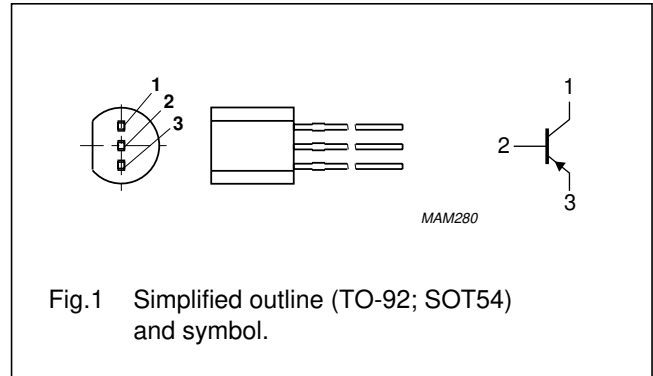 1
2
3
1
2
3
MAM280
Fig.1 Simplified outline (TO-92; SOT54)
and symbol.